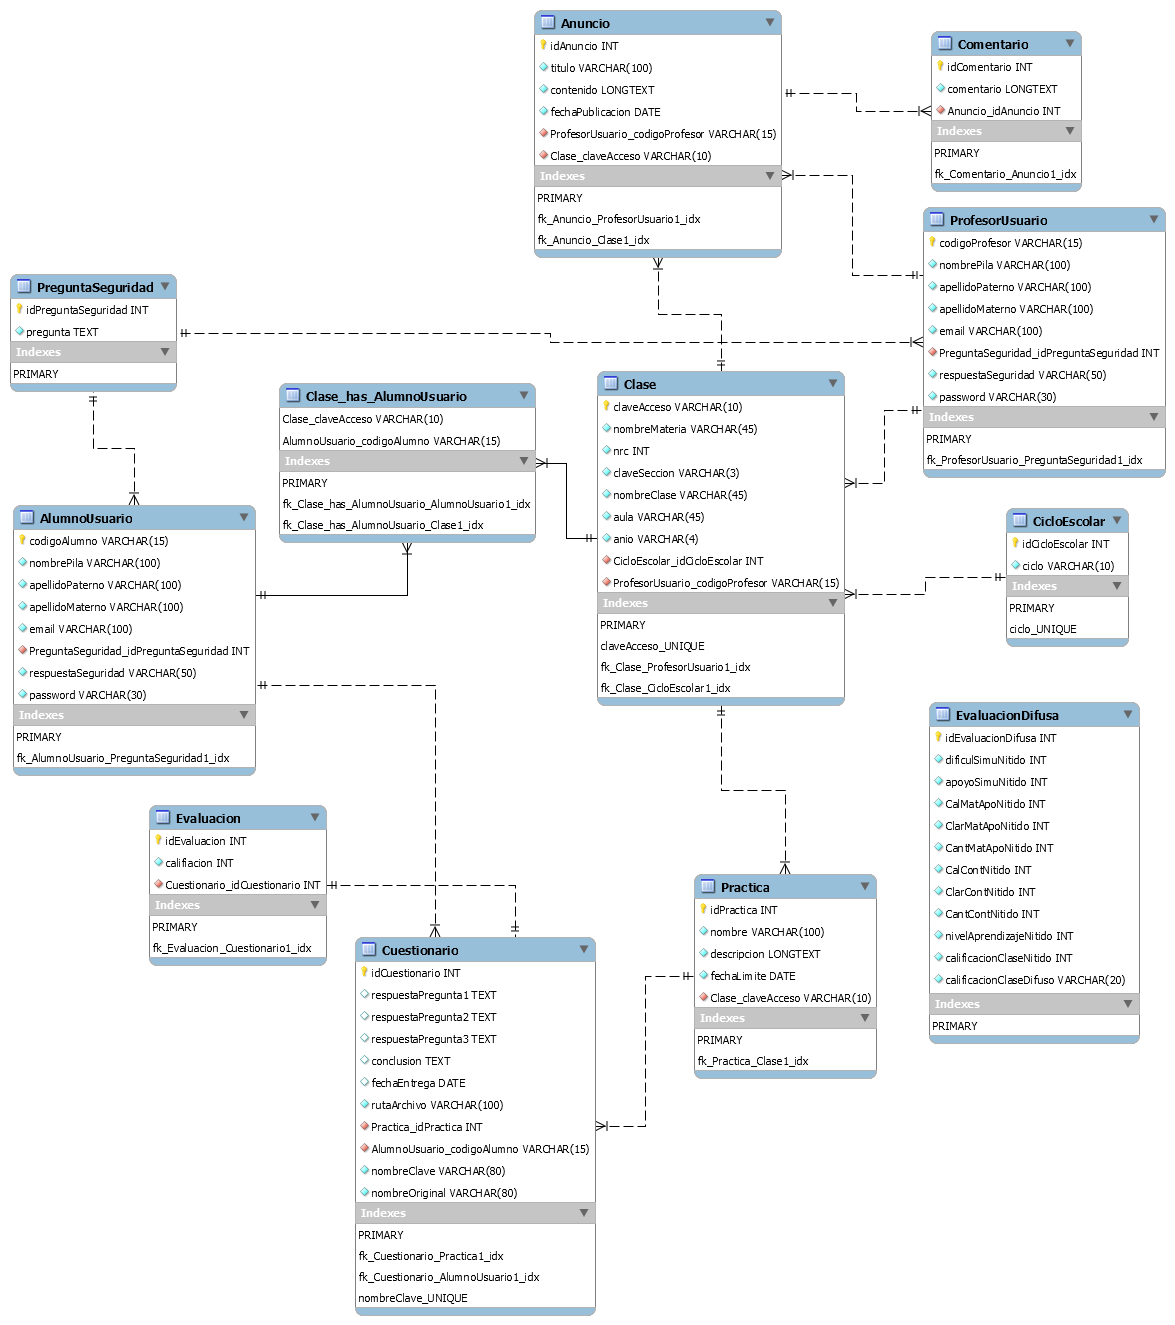 Anuncio
idAnuncio INT
titulo VARCHAR(100)
contenido LONGTEXT
fechaPublicacion DATE
ProfesorUsuario_codigoProfesor VARCHAR(15)
Clase_claveAcceso VARCHAR(10)
Indexes
PRIMARY
fk_Anuncio_ProfesorUsuario1_idx
fk_Anuncio_Clase1_idx
Comentario
idComentario INT
comentario LONGTEXT
Anuncio_idAnuncio INT
Indexes
PRIMARY
fk_Comentario_Anuncio1_idx
ProfesorUsuario
codigoProfesor VARCHAR(15)
nombrePila VARCHAR(100)
apellidoPaterno VARCHAR(100)
apellidoMaterno VARCHAR(100)
email VARCHAR(100)
PreguntaSeguridad_idPreguntaSeguridad INT
respuestaSeguridad VARCHAR(50)
password VARCHAR(30)
Indexes
PRIMARY
fk_ProfesorUsuario_PreguntaSeguridad1_idx
PreguntaSeguridad
idPreguntaSeguridad INT
pregunta TEXT
Indexes
PRIMARY
Clase_has_AlumnoUsuario
Clase_claveAcceso VARCHAR(10)
AlumnoUsuario_codigoAlumno VARCHAR(15)
Indexes
PRIMARY
fk_Clase_has_AlumnoUsuario_AlumnoUsuario1_idx
fk_Clase_has_AlumnoUsuario_Clase1_idx
Clase
claveAcceso VARCHAR(10)
nombreMateria VARCHAR(45)
nrc INT
claveSeccion VARCHAR(3)
nombreClase VARCHAR(45)
aula VARCHAR(45)
anio VARCHAR(4)
CicloEscolar_idCicloEscolar INT
ProfesorUsuario_codigoProfesor VARCHAR(15)
Indexes
PRIMARY
claveAcceso_UNIQUE
fk_Clase_ProfesorUsuario1_idx
fk_Clase_CicloEscolar1_idx
CicloEscolar
idCicloEscolar INT
ciclo VARCHAR(10)
Indexes
PRIMARY
ciclo_UNIQUE
AlumnoUsuario
codigoAlumno VARCHAR(15)
nombrePila VARCHAR(100)
apellidoPaterno VARCHAR(100)
apellidoMaterno VARCHAR(100)
email VARCHAR(100)
PreguntaSeguridad_idPreguntaSeguridad INT
respuestaSeguridad VARCHAR(50)
password VARCHAR(30)
Indexes
PRIMARY
fk_AlumnoUsuario_PreguntaSeguridad1_idx
EvaluacionDifusa
idEvaluacionDifusa INT
dificulSimuNitido INT
apoyoSimuNitido INT
CalMatApoNitido INT
ClarMatApoNitido INT
CantMatApoNitido INT
CalContNitido INT
ClarContNitido INT
CantContNitido INT
nivelAprendizajeNitido INT
calificacionClaseNitido INT
calificacionClaseDifuso VARCHAR(20)
Indexes
PRIMARY
Evaluacion
idEvaluacion INT
califiacion INT
Cuestionario_idCuestionario INT
Indexes
PRIMARY
fk_Evaluacion_Cuestionario1_idx
Practica
idPractica INT
nombre VARCHAR(100)
descripcion LONGTEXT
fechaLimite DATE
Clase_claveAcceso VARCHAR(10)
Indexes
PRIMARY
fk_Practica_Clase1_idx
Cuestionario
idCuestionario INT
respuestaPregunta1 TEXT
respuestaPregunta2 TEXT
respuestaPregunta3 TEXT
conclusion TEXT
fechaEntrega DATE
rutaArchivo VARCHAR(100)
Practica_idPractica INT
AlumnoUsuario_codigoAlumno VARCHAR(15)
nombreClave VARCHAR(80)
nombreOriginal VARCHAR(80)
Indexes
PRIMARY
fk_Cuestionario_Practica1_idx
fk_Cuestionario_AlumnoUsuario1_idx
nombreClave_UNIQUE